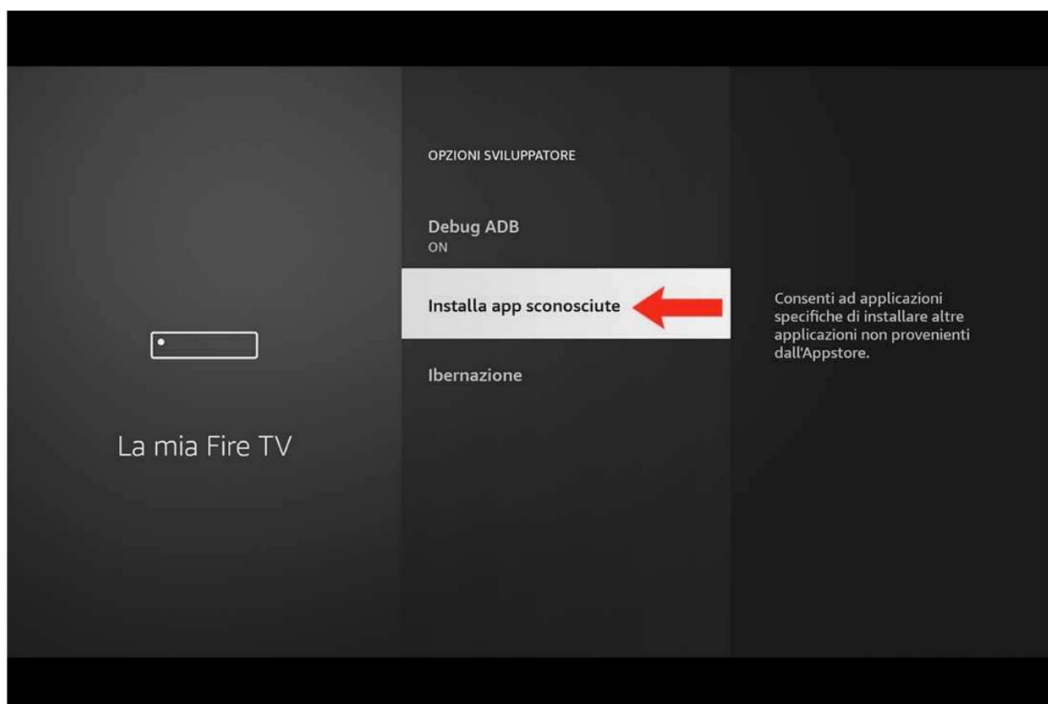 La mia Fire TV
OPZIONI SVILUPPATORE
Debug ADB
ON
Installa app sconosciute
Ibernazione
Consenti ad applicazioni
specifiche di installare altre
applicazioni non provenienti
dall'Appstore.